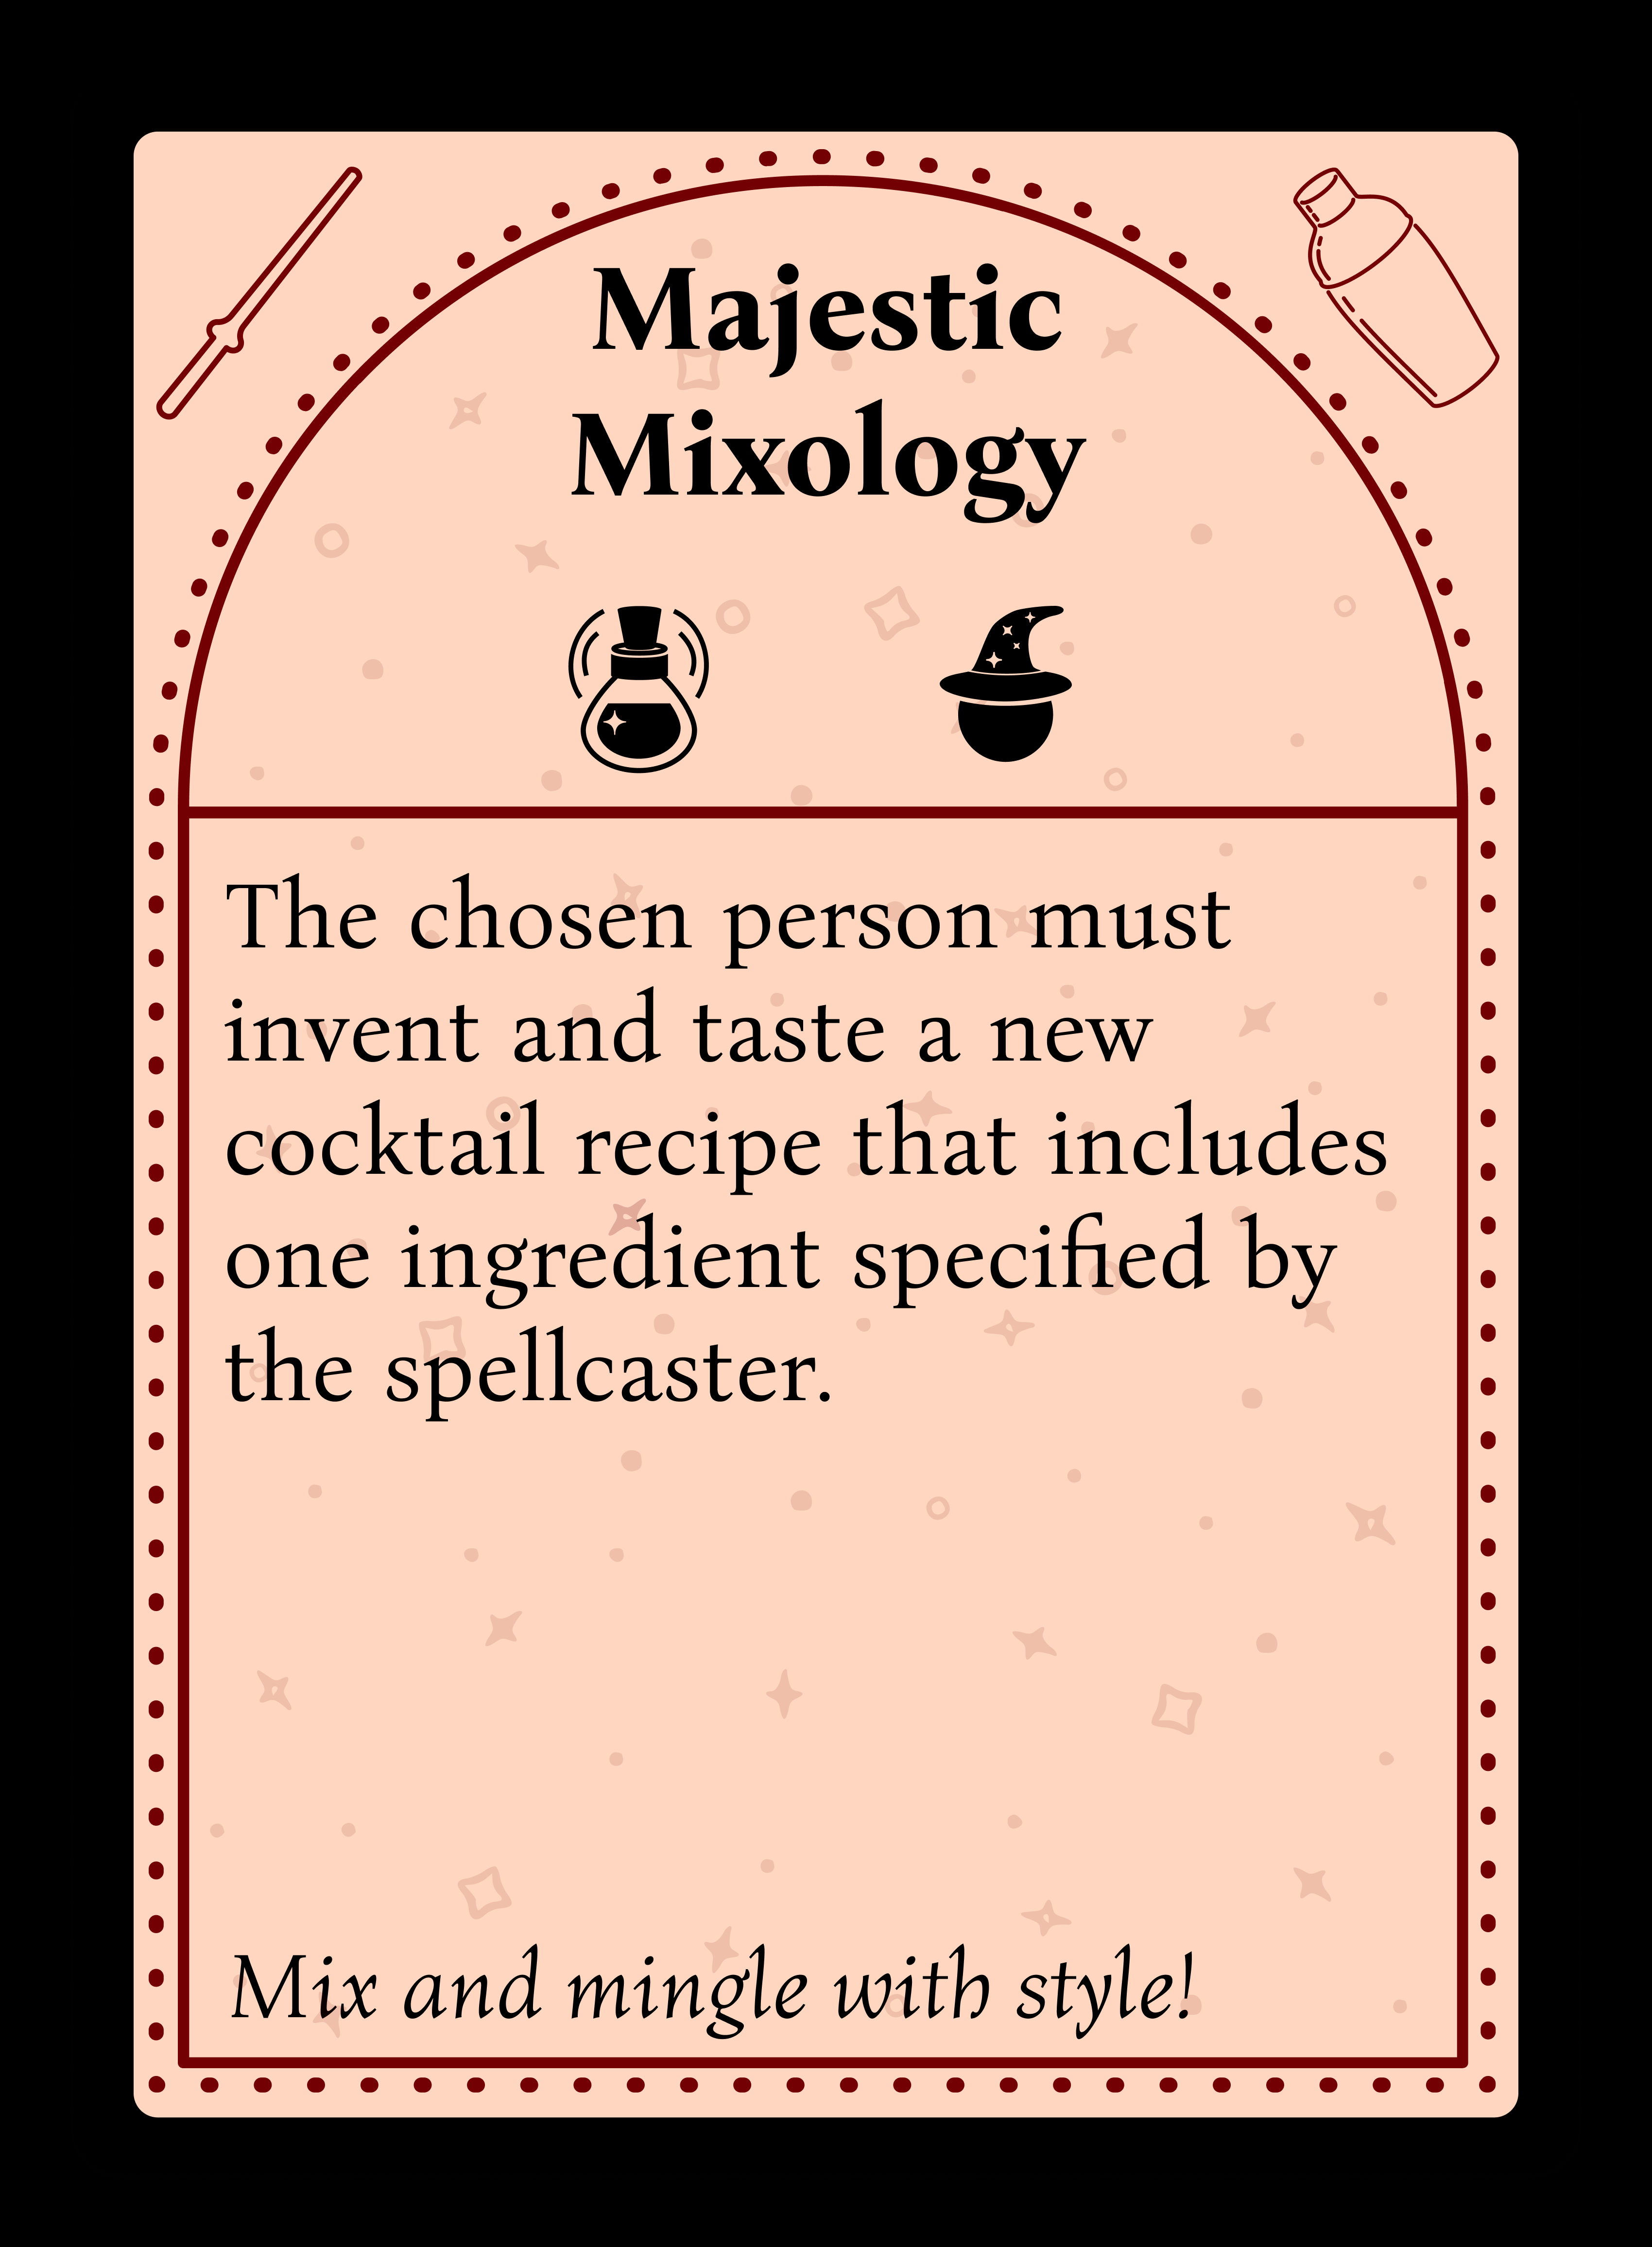 Majestic
Mixology
The chosen person must
invent and taste a new
cocktail recipe that includes
one ingredient specified by
the spellcaster.
Mix and mingle with style!